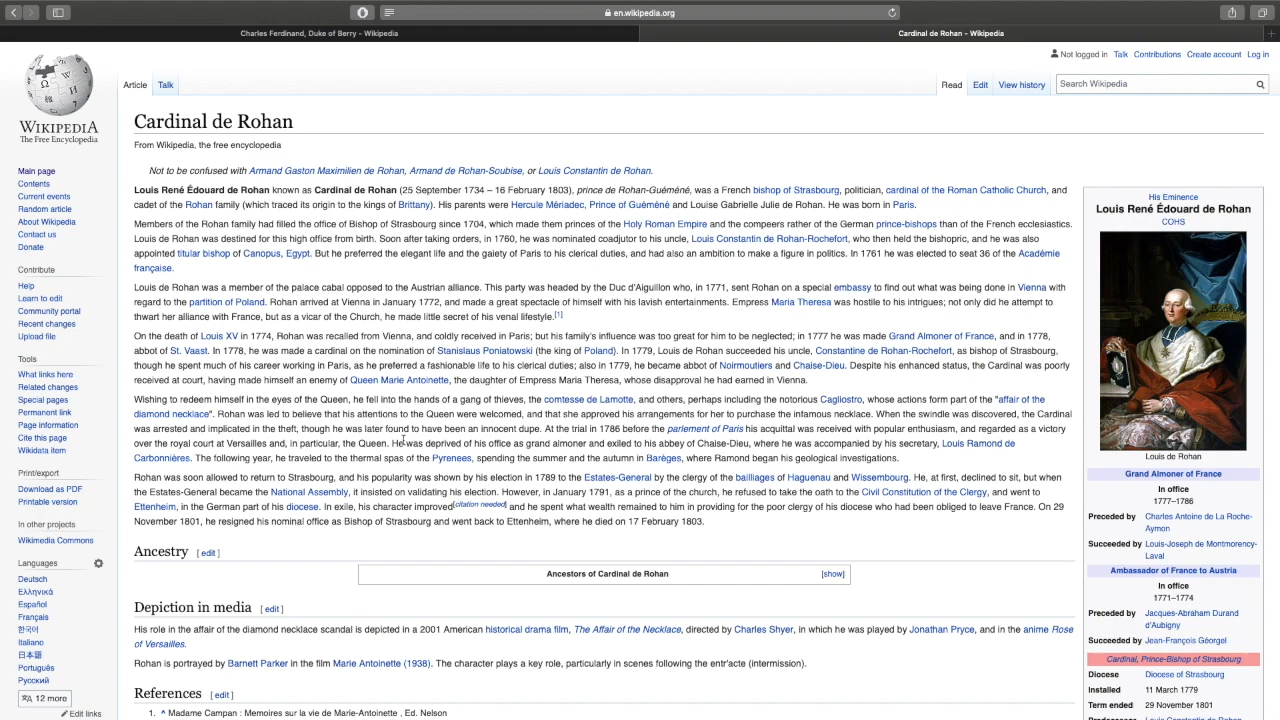 en.wikipedia.org
Charles Ferdinand, Duke of Berry - Wikipedia
Cardinal de Rohan - Wikipedia
Not logged in Talk Contributions Create account Log in
WIKIPEDIA
The Free Encyclopedia
Article Talk
Read Edit View history Search Wikipedia
Main page
Contents
Current events
Random article
About Wikipedia
Contact us
Donate
Contribute
Help
Learn to edit
Community portal
Recent changes
Upload file
Tools
What links here
Related changes
Special pages
Permanent link
Page information
Cite this page
Wikidata item
Print/export
Download as PDF
Printable version
In other projects
Wikimedia Commons
Languages
Deutsch
Ελληνικά
Español
Français
한국어
Italiano
日本語
Português
Русский
12 more
Edit links
Cardinal de Rohan
From Wikipedia, the free encyclopedia
Not to be confused with Armand Gaston Maximilien de Rohan, Armand de Rohan-Soubise, or Louis Constantin de Rohan.
Louis René Édouard de Rohan known as Cardinal de Rohan (25 September 1734 – 16 February 1803), prince de Rohan-Guéméné, was a French bishop of Strasbourg, politician, cardinal of the Roman Catholic Church, and
cadet of the Rohan family (which traced its origin to the kings of Brittany). His parents were Hercule Mériadec, Prince of Guéméné and Louise Gabrielle Julie de Rohan. He was born in Paris.
Members of the Rohan family had filled the office of Bishop of Strasbourg since 1704, which made them princes of the Holy Roman Empire and the compeers rather of the German prince-bishops than of the French ecclesiastics.
Louis de Rohan was destined for this high office from birth. Soon after taking orders, in 1760, he was nominated coadjutor to his uncle, Louis Constantin de Rohan-Rochefort, who then held the bishopric, and he was also
appointed titular bishop of Canopus, Egypt. But he preferred the elegant life and the gaiety of Paris to his clerical duties, and had also an ambition to make a figure in politics. In 1761 he was elected to seat 36 of the Académie
française.
Louis de Rohan was a member of the palace cabal opposed to the Austrian alliance. This party was headed by the Duc d'Aiguillon who, in 1771, sent Rohan on a special embassy to find out what was being done in Vienna with
regard to the partition of Poland. Rohan arrived at Vienna in January 1772, and made a great spectacle of himself with his lavish entertainments. Empress Maria Theresa was hostile to his intrigues; not only did he attempt to
thwart her alliance with France, but as a vicar of the Church, he made little secret of his venal lifestyle.[1]
On the death of Louis XV in 1774, Rohan was recalled from Vienna, and coldly received in Paris; but his family's influence was too great for him to be neglected; in 1777 he was made Grand Almoner of France, and in 1778,
abbot of St. Vaast. In 1778, he was made a cardinal on the nomination of Stanislaus Poniatowski (the king of Poland). In 1779, Louis de Rohan succeeded his uncle, Constantine de Rohan-Rochefort, as bishop of Strasbourg,
though he spent much of his career working in Paris, as he preferred a fashionable life to his clerical duties; also in 1779, he became abbot of Noirmoutiers and Chaise-Dieu. Despite his enhanced status, the Cardinal was poorly
received at court, having made himself an enemy of Queen Marie Antoinette, the daughter of Empress Maria Theresa, whose disapproval he had earned in Vienna.
Wishing to redeem himself in the eyes of the Queen, he fell into the hands of a gang of thieves, the comtesse de Lamotte, and others, perhaps including the notorious Cagliostro, whose actions form part of the "affair of the
diamond necklace". Rohan was led to believe that his attentions to the Queen were welcomed, and that she approved his arrangements for her to purchase the infamous necklace. When the swindle was discovered, the Cardinal
was arrested and implicated in the theft, though he was later found to have been an innocent dupe. At the trial in 1786 before the parlement of Paris his acquittal was received with popular enthusiasm, and regarded as a victory
over the royal court at Versailles and, in particular, the Queen. He was deprived of his office as grand almoner and exiled to his abbey of Chaise-Dieu, where he was accompanied by his secretary, Louis Ramond de
Carbonnières. The following year, he traveled to the thermal spas of the Pyrenees, spending the summer and the autumn in Barèges, where Ramond began his geological investigations.
Rohan was soon allowed to return to Strasbourg, and his popularity was shown by his election in 1789 to the Estates-General by the clergy of the bailliages of Haguenau and Wissembourg. He, at first, declined to sit, but when
the Estates-General became the National Assembly, it insisted on validating his election. However, in January 1791, as a prince of the church, he refused to take the oath to the Civil Constitution of the Clergy, and went to
Ettenheim, in the German part of his diocese. In exile, his character improved[citation needed] and he spent what wealth remained to him in providing for the poor clergy of his diocese who had been obliged to leave France. On 29
November 1801, he resigned his nominal office as Bishop of Strasbourg and went back to Ettenheim, where he died on 17 February 1803.
Ancestry [ edit ]
Ancestors of Cardinal de Rohan [show]
Depiction in media [ edit ]
His role in the affair of the diamond necklace scandal is depicted in a 2001 American historical drama film, The Affair of the Necklace, directed by Charles Shyer, in which he was played by Jonathan Pryce, and in the anime Rose
of Versailles.
Rohan is portrayed by Barnett Parker in the film Marie Antoinette (1938). The character plays a key role, particularly in scenes following the entr'acte (intermission).
References [ edit ]
1. ^ Madame Campan : Memoires sur la vie de Marie-Antoinette , Ed. Nelson
His Eminence
Louis René Édouard de Rohan
COHS
Louis de Rohan
Grand Almoner of France
In office
1777–1786
Preceded by Charles Antoine de La Roche-
Aymon
Succeeded by Louis-Joseph de Montmorency-
Laval
Ambassador of France to Austria
In office
1771–1774
Preceded by Jacques-Abraham Durand
d'Aubigny
Succeeded by Jean-François Géorgel
Cardinal, Prince-Bishop of Strasbourg
Diocese Diocese of Strasbourg
Installed 11 March 1779
Term ended 29 November 1801
Predecessor Louis Constantin de Rohan